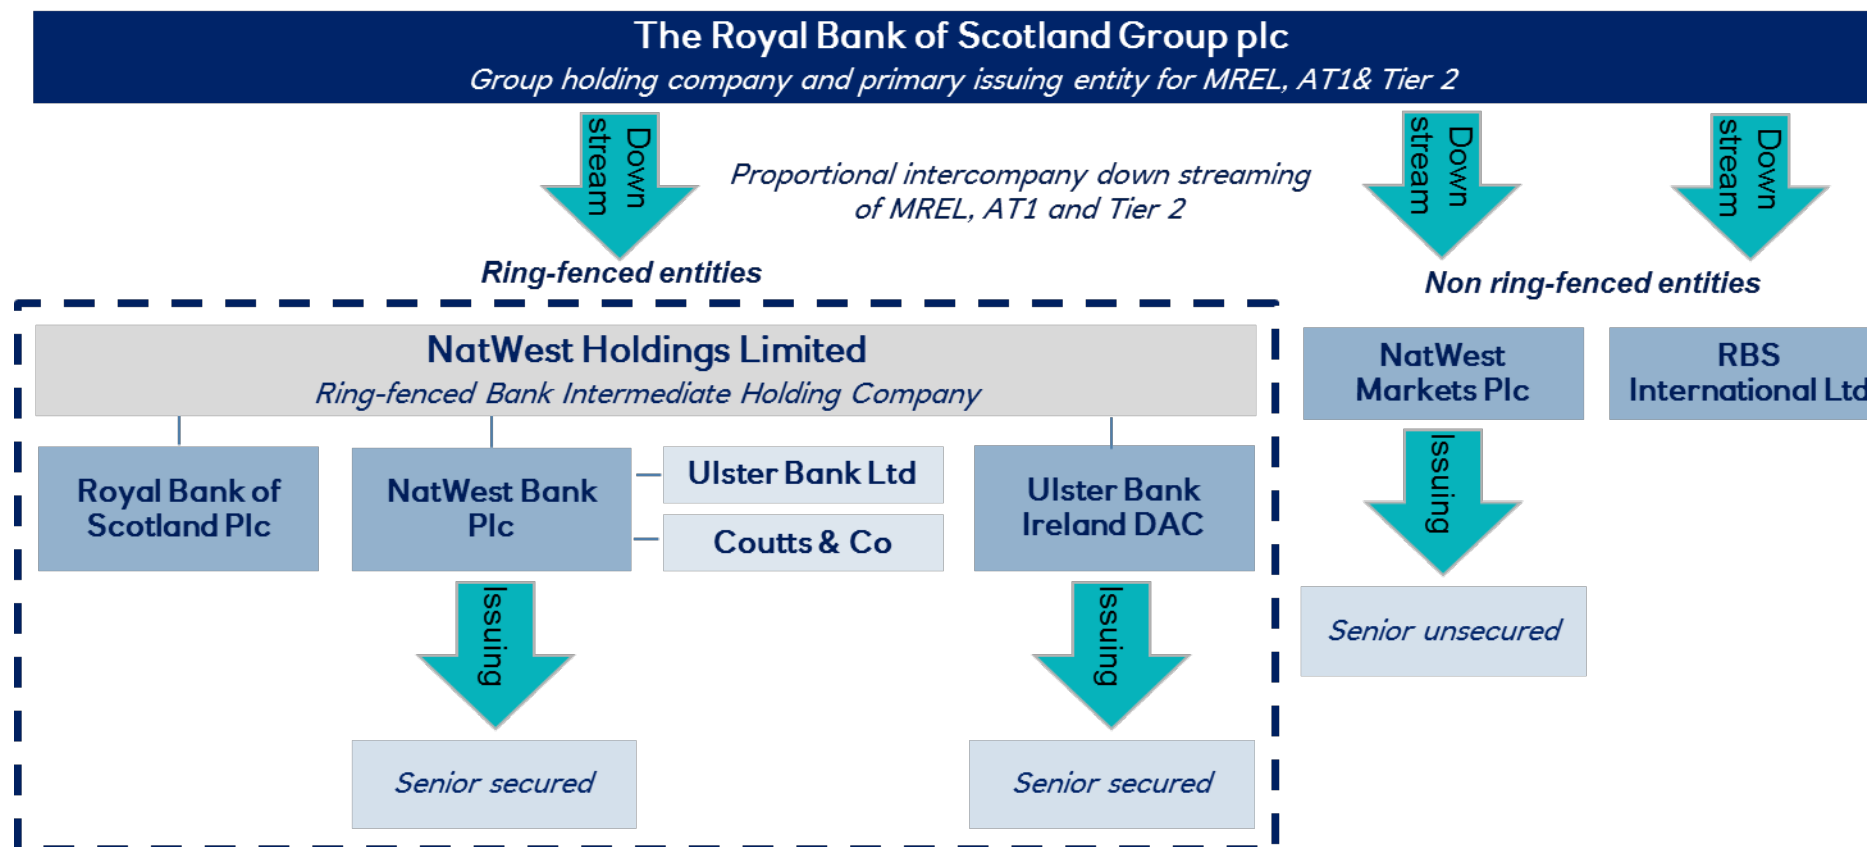 The Royal Bank of Scotland Group plc
Group holding company and primary issuing entity for MREL, AT1& Tier 2
Down
stream
Proportional intercompany down streaming
of MREL, AT1 and Tier 2
Down
stream
Down
stream
Ring-fenced entities
Non ring-fenced entities
NatWest Holdings Limited
Ring-fenced Bank Intermediate Holding Company
NatWest
Markets Plc
RBS
International Ltd
Royal Bank of
Scotland Plc
NatWest Bank
Plc
Ulster Bank Ltd
Coutts & Co
Ulster Bank
Ireland DAC
Issuing
Issuing
Issuing
Senior unsecured
Senior secured
Senior secured